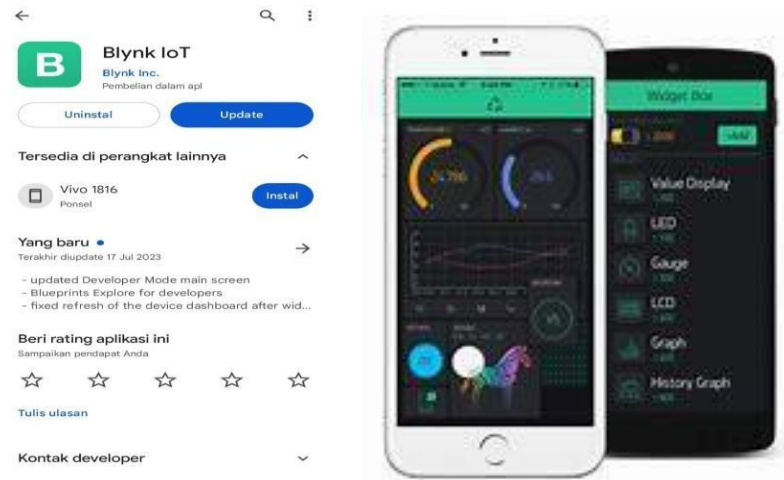 Blynk IoT
B
Blynk Inc.
Pembelian dalam apl
Uninstal
Update
Tersedia di perangkat lainnya
Vivo 1816
Ponsel
Instal
Yang baru
Terakhir diupdate 17 Jul 2023
- updated Developer Mode main screen
- Blueprints Explore for developers
- fixed refresh of the device dashboard after wid...
Beri rating aplikasi ini
Sampaikan pendapat Anda
Tulis ulasan
Kontak developer
Widget Box
+Add
Value Display
LED
Gauge
LCD
Graph
History Graph